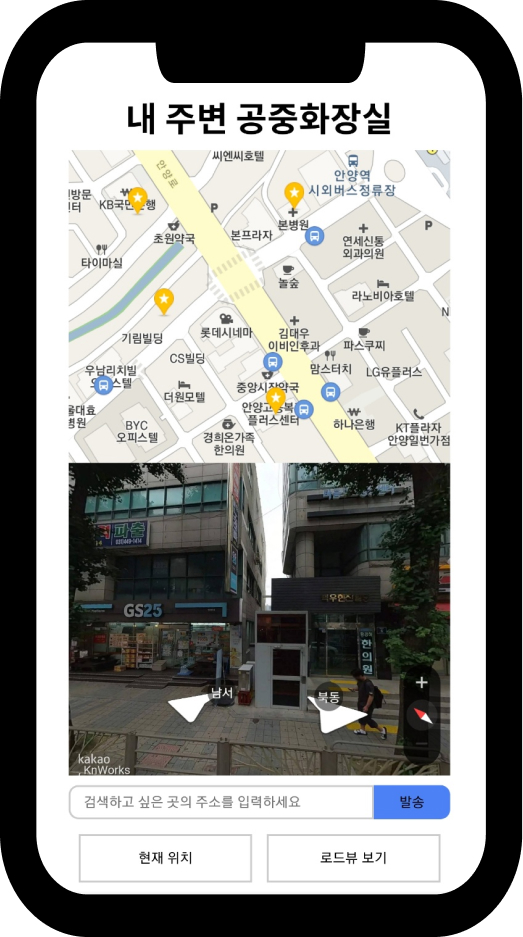 내 주변 공중화장실
씨엔씨호텔
안양로
안양역
시외버스정류장
KB국민은행
P
본병원
P
초원약국
본프라자
연세신통
외과의원
타이마실
놀숲
라노비아호텔
N
롯데시네마
김대우
이비인후과
파스쿠찌
기림빌딩
CS빌딩
맘스터치
LG유플러스
우남리치빌
더원모텔
중앙시장약국
BYC
오피스텔
플러스센터
하나은행
KT플라자
안양일번가점
경희온가족
한의원
파출
GS25
한의원
남서
북동
+
kakao
KnWorks
검색하고 싶은 곳의 주소를 입력하세요
발송
현재 위치
로드뷰 보기